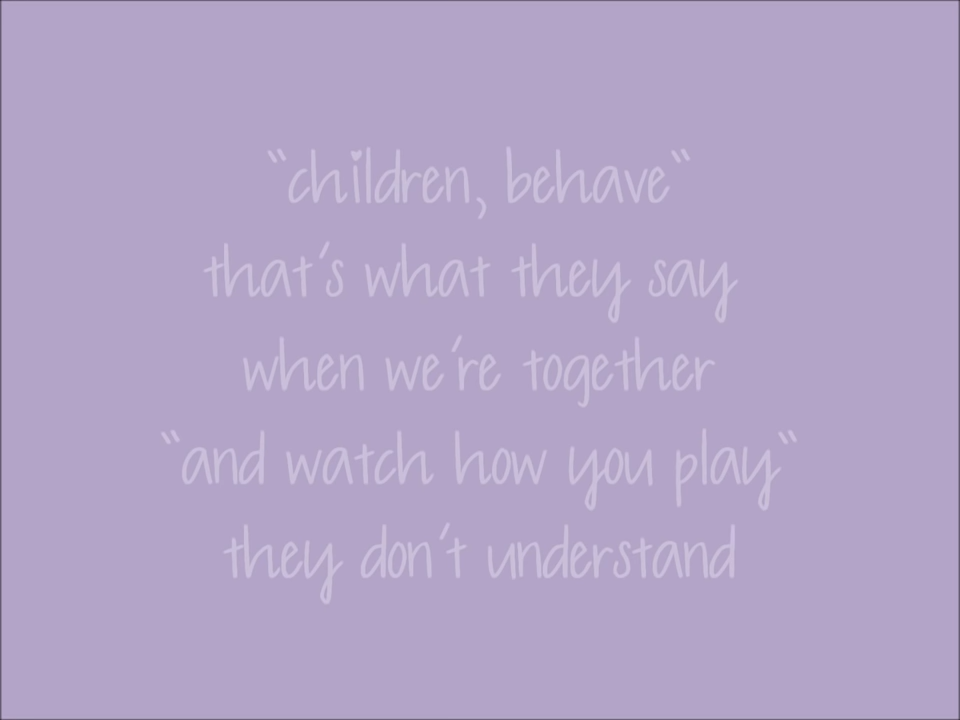 “children, behave“
that's what they say
when we're together
“and watch how you play“
they don't understand